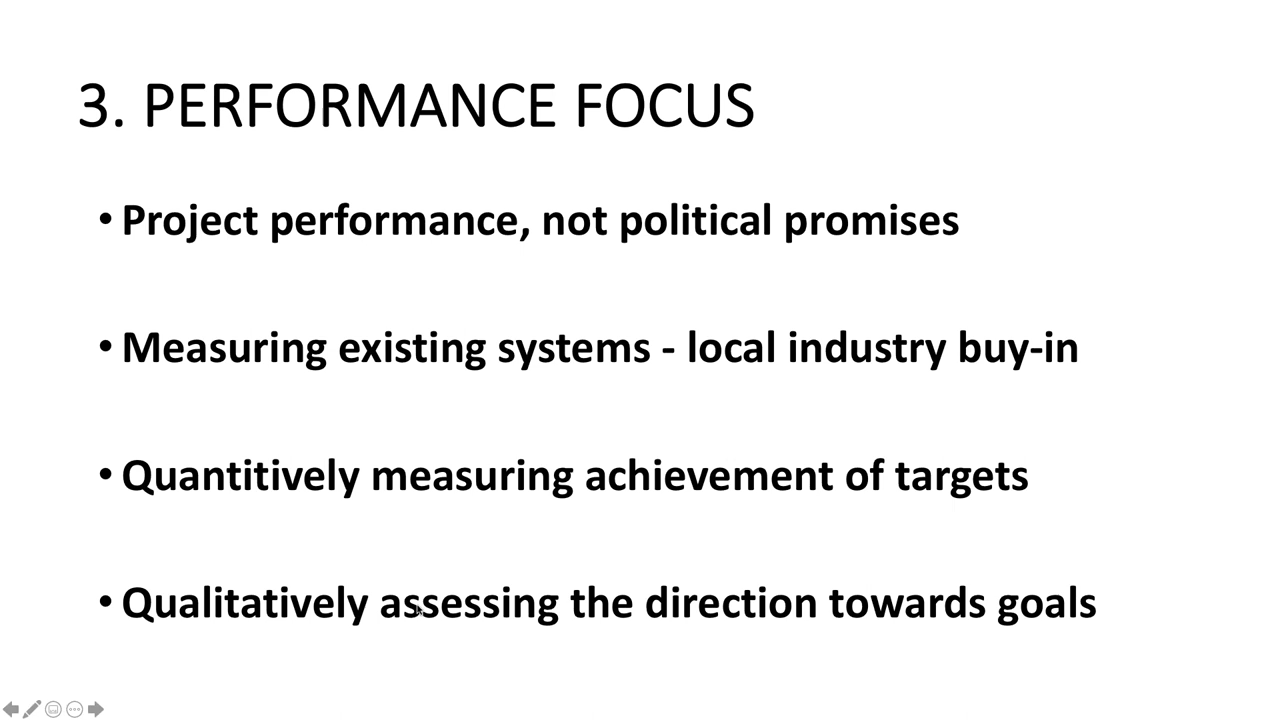 3. PERFORMANCE FOCUS
• Project performance, not political promises
• Measuring existing systems - local industry buy-in
• Quantitively measuring achievement of targets
• Qualitatively assessing the direction towards goals